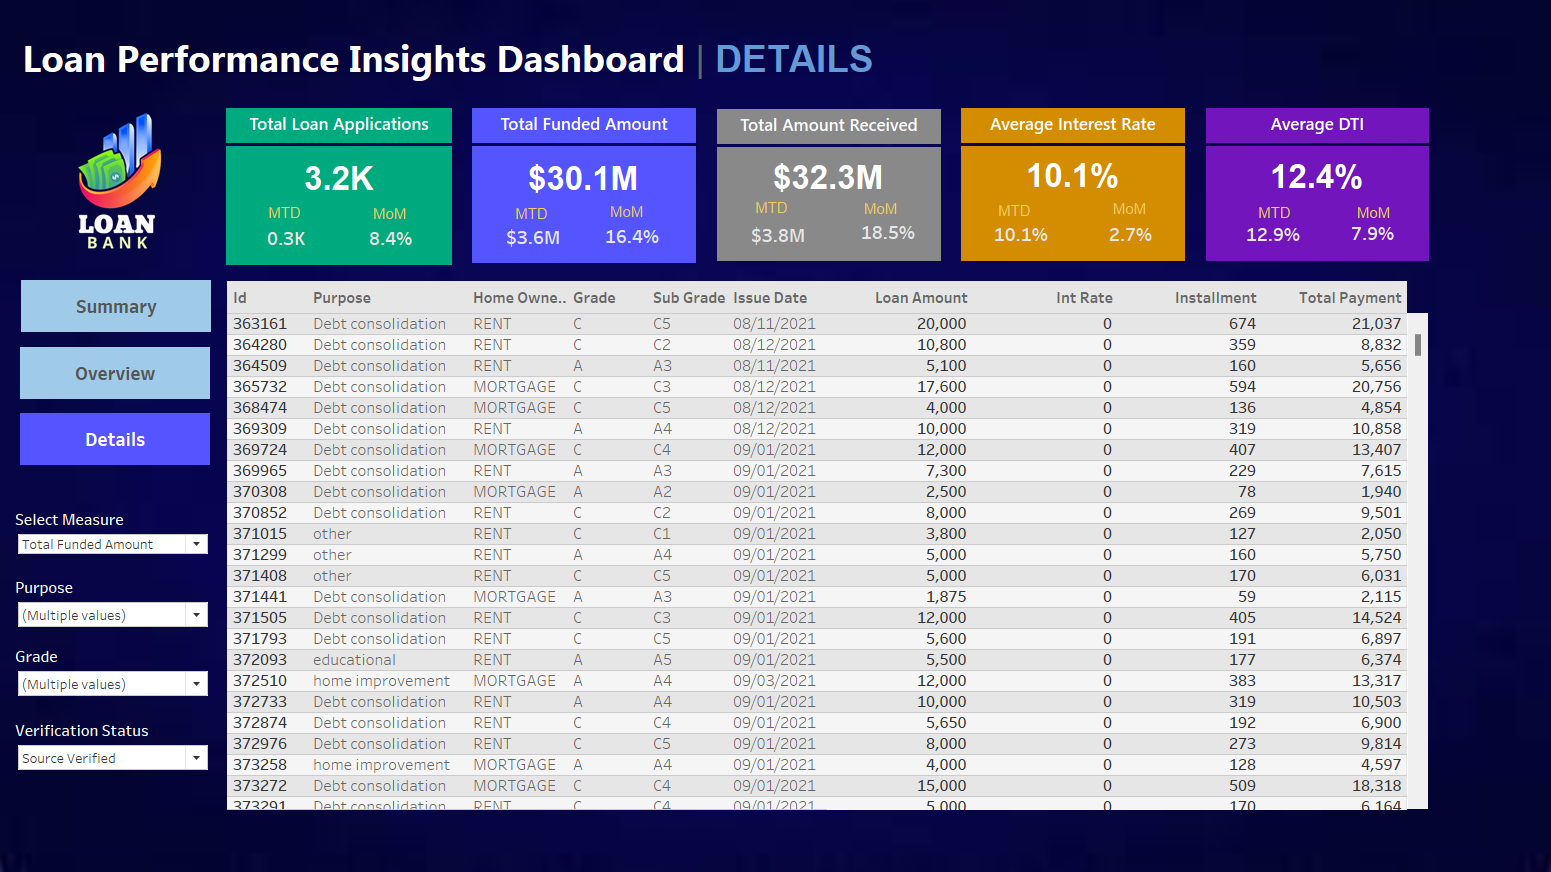 Loan Performance Insights Dashboard | DETAILS
LOAN
BANK
Total Loan Applications
3.2K
MTD MoM
0.3K 8.4%
Total Funded Amount
$30.1M
MTD MoM
$3.6M 16.4%
Total Amount Received
$32.3M
MTD MoM
$3.8M 18.5%
Average Interest Rate
10.1%
MTD MoM
10.1% 2.7%
Average DTI
12.4%
MTD MoM
12.9% 7.9%
Summary
Overview
Details
Select Measure
Total Funded Amount
Purpose
(Multiple values)
Grade
(Multiple values)
Verification Status
Source Verified
Id Purpose Home Owne.. Grade Sub Grade Issue Date Loan Amount Int Rate Installment Total Payment
363161 Debt consolidation RENT C C5 08/11/2021 20,000 0 674 21,037
364280 Debt consolidation RENT C C2 08/12/2021 10,800 0 359 8,832
364509 Debt consolidation RENT A A3 08/11/2021 5,100 0 160 5,656
365732 Debt consolidation MORTGAGE C C3 08/12/2021 17,600 0 594 20,756
368474 Debt consolidation MORTGAGE C C5 08/12/2021 4,000 0 136 4,854
369309 Debt consolidation RENT A A4 08/12/2021 10,000 0 319 10,858
369724 Debt consolidation MORTGAGE C C4 09/01/2021 12,000 0 407 13,407
369965 Debt consolidation RENT A A3 09/01/2021 7,300 0 229 7,615
370308 Debt consolidation MORTGAGE A A2 09/01/2021 2,500 0 78 1,940
370852 Debt consolidation RENT C C2 09/01/2021 8,000 0 269 9,501
371015 other RENT C C1 09/01/2021 3,800 0 127 2,050
371299 other RENT A A4 09/01/2021 5,000 0 160 5,750
371408 other RENT C C5 09/01/2021 5,000 0 170 6,031
371441 Debt consolidation MORTGAGE A A3 09/01/2021 1,875 0 59 2,115
371505 Debt consolidation RENT C C3 09/01/2021 12,000 0 405 14,524
371793 Debt consolidation RENT C C5 09/01/2021 5,600 0 191 6,897
372093 educational RENT A A5 09/01/2021 5,500 0 177 6,374
372510 home improvement MORTGAGE A A4 09/03/2021 12,000 0 383 13,317
372733 Debt consolidation RENT A A4 09/01/2021 10,000 0 319 10,503
372874 Debt consolidation RENT C C4 09/01/2021 5,650 0 192 6,900
372976 Debt consolidation RENT C C5 09/01/2021 8,000 0 273 9,814
373258 home improvement MORTGAGE A A4 09/01/2021 4,000 0 128 4,597
373272 Debt consolidation MORTGAGE C C4 09/01/2021 15,000 0 509 18,318
373291 Debt consolidation RENT C C4 09/01/2021 5,000 0 170 6,164